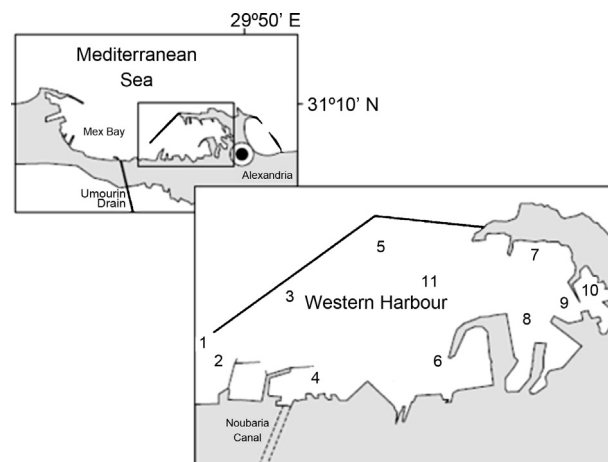 29º50’ E
Mediterranean
Sea
31º10’ N
Mex Bay
Alexandria
Umourin
Drain
7
5
11
10
3
Western Harbour
9
8
1
2
6
4
Noubaria
Canal